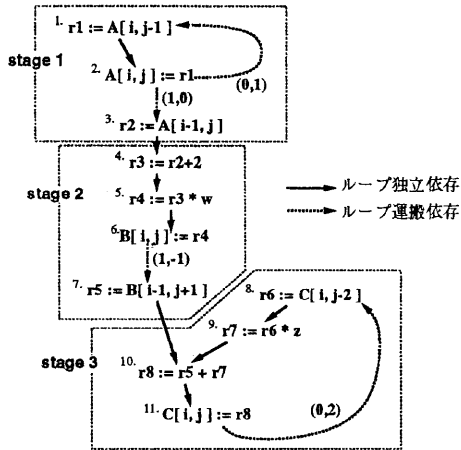 1. r1 := A[ i, j-1 ]
stage 1
2. A[ i, j] := r1
(0,1)
(1,0)
3. r2 := A[ i-1, j]
4. r3 := r2+2
stage 2
5. r4 := r3 * w
6. B[ i, j] := r4
(1,-1)
7. r5 := B[ i-1, j+1 ]
ループ独立依存
ループ運搬依存
8. r6 := C[ i, j-2 ]
9. r7 := r6 * z
stage 3
10. r8 := r5 + r7
11. C[ i, j] := r8
(0,2)